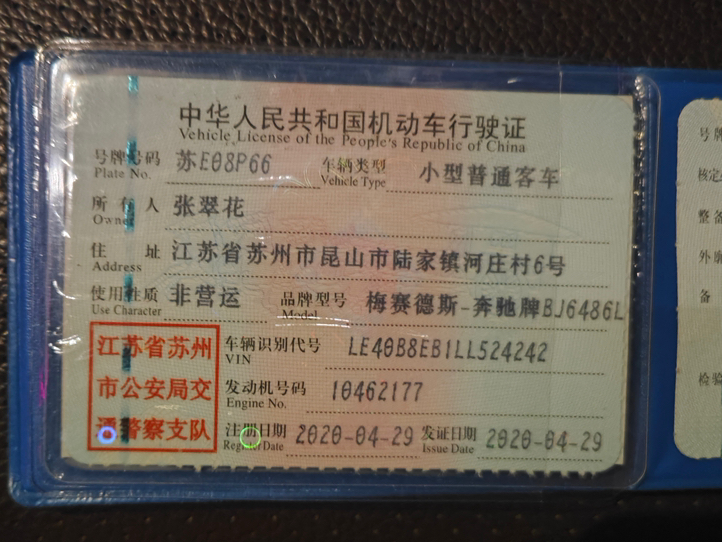 中华人民共和国机动车行驶证
Vehicle License of the People's Republic of China
号牌号码 苏E08P66 车辆类型 小型普通客车
Plate No. Vehicle Type
所有人 张翠花
Owner
住址 江苏省苏州市昆山市陆家镇河庄村6号
Address
使用性质 非营运 品牌型号 梅赛德斯-奔驰牌BJ6486L
Use Character Model
江苏省苏州
市公安局交
通警察支队
车辆识别代号 LE40B8EB1LL524242
VIN
发动机号码 10462177
Engine No.
注册日期 2020-04-29 发证日期 2020-04-29
Register Date Issue Date
号牌
核定
整备
外廓
备
检验